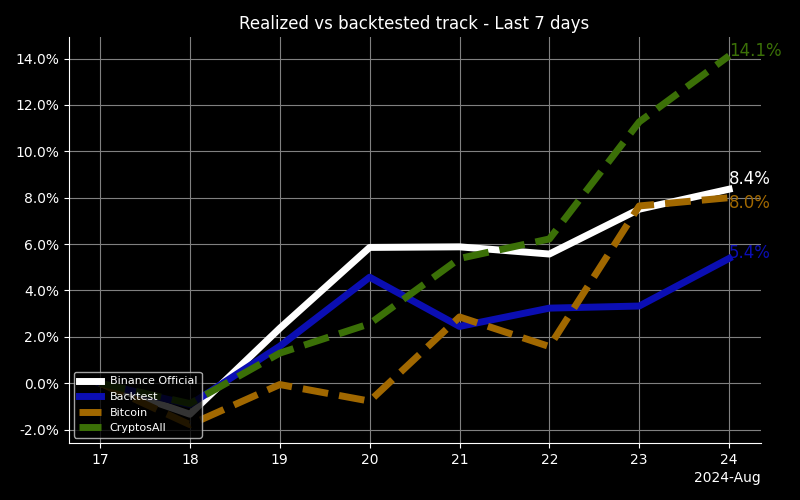 Realized vs backtested track - Last 7 days
14.0%
12.0%
10.0%
8.0%
6.0%
4.0%
2.0%
0.0%
-2.0%
14.1%
8.4%
8.0%
5.4%
Binance Official
Backtest
Bitcoin
CryptosAll
17 18 19 20 21 22 23 24
2024-Aug